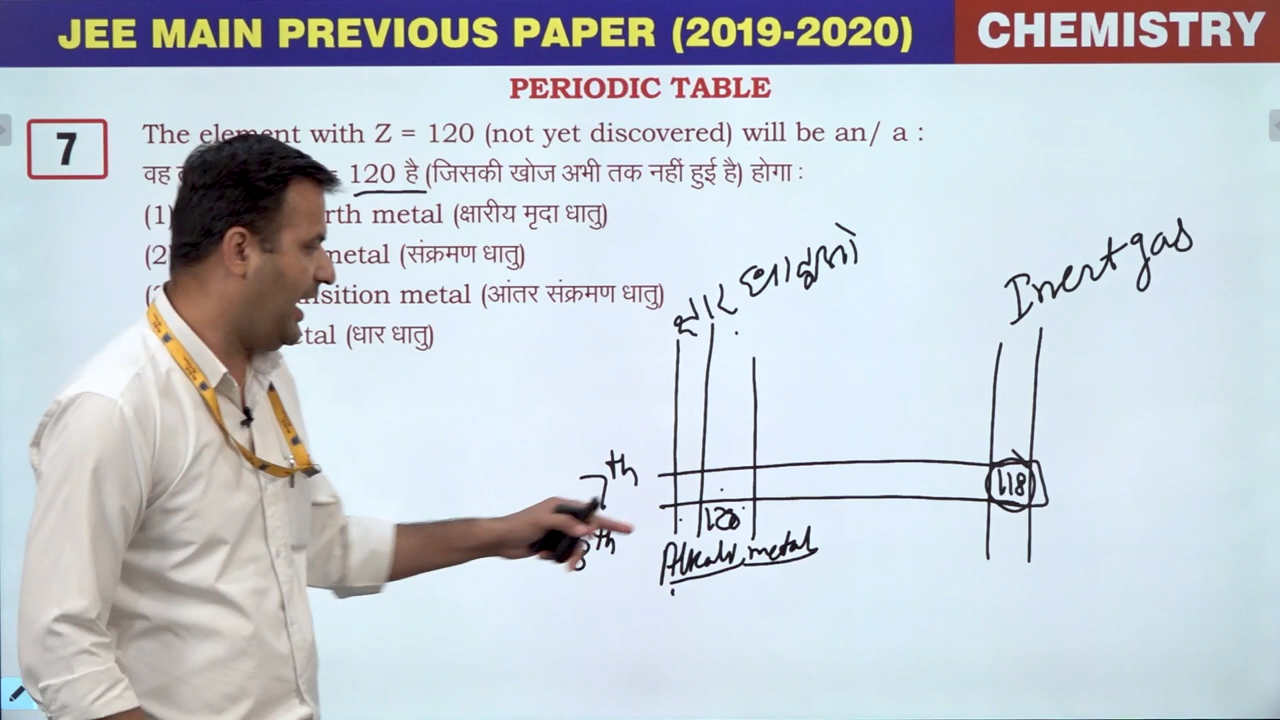 JEE MAIN PREVIOUS PAPER (2019-2020) CHEMISTRY
PERIODIC TABLE
7
The element with Z = 120 (not yet discovered) will be an/ a :
वह 120 है (जिसकी खोज अभी तक नहीं हुई है) होगा :
(1) rth metal (क्षारीय मृदा धातु)
(2) metal (संक्रमण धातु)
nsition metal (आंतर संक्रमण धातु)
etal (धार धातु)
Inert gas
7th
118
8th
120
Alkali metal